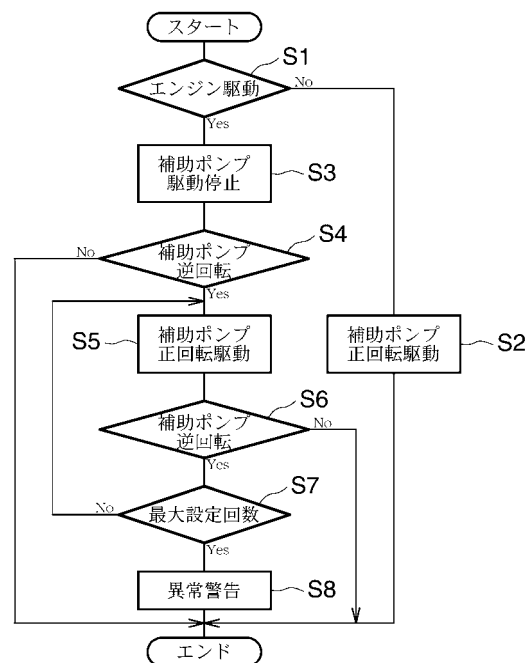 スタート
S1
エンジン駆動
No
Yes
補助ポンプ
駆動停止
S3
S4
No
補助ポンプ
逆回転
Yes
S5
補助ポンプ
正回転駆動
補助ポンプ
正回転駆動
S2
S6
補助ポンプ
逆回転
No
Yes
S7
No
最大設定回数
Yes
異常警告
S8
エンド